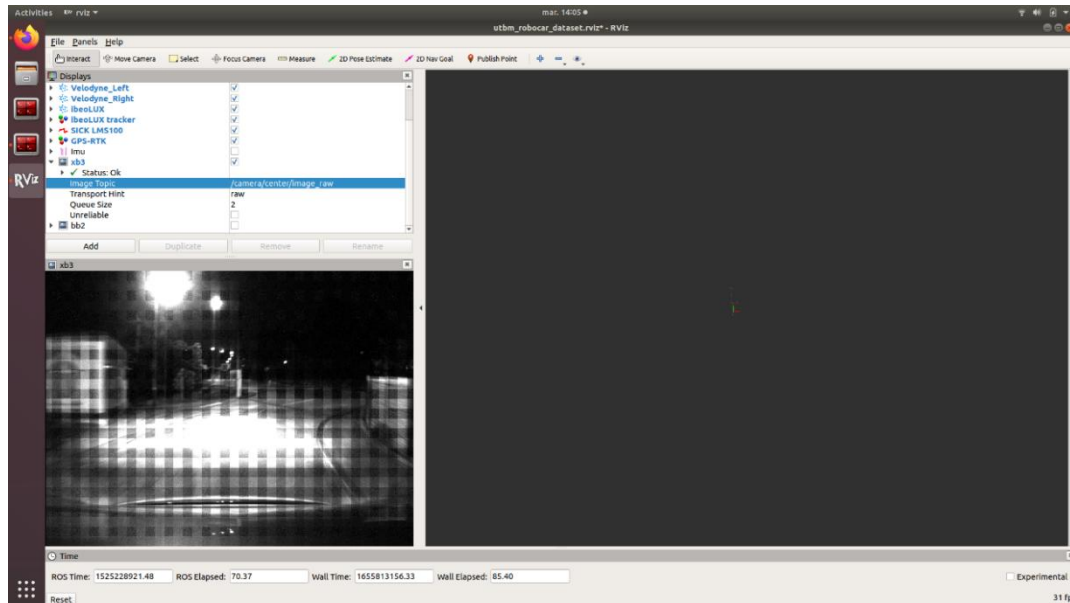 Activities rviz mar. 14:05
utbm_robocar_dataset.rviz* - RViz
File Panels Help
Interact Move Camera Select Focus Camera Measure 2D Pose Estimate 2D Nav Goal Publish Point
Displays
Velodyne_Left
Velodyne_Right
ibeoLUX
ibeoLUX tracker
SICK LMS100
GPS-RTK
Imu
xb3
Status: Ok
Image Topic /camera/center/image_raw
Transport Hint raw
Queue Size 2
Unreliable
bb2
Add Duplicate Remove Rename
xb3
RViz
Time
ROS Time: 1525228921.48 ROS Elapsed: 70.37 Wall Time: 1655813156.33 Wall Elapsed: 85.40 Experimental
Reset 31 fp